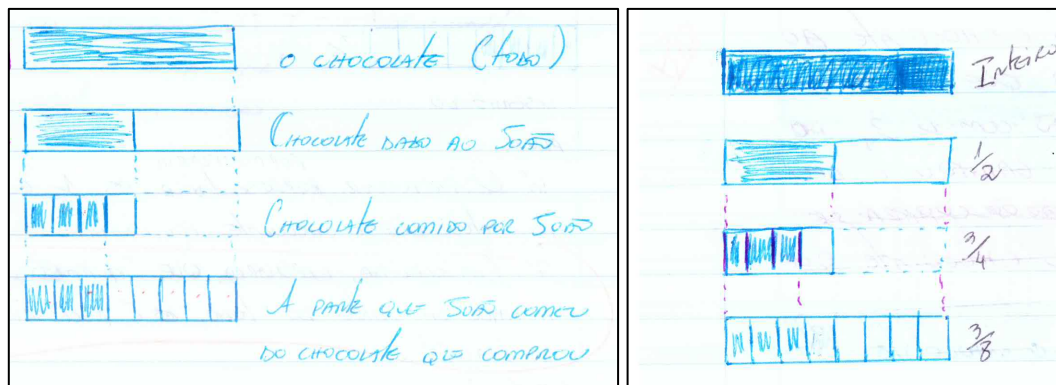 O CHOCOLATE (TODO)
CHOCOLATE DADO AO JOÃO
CHOCOLATE COMIDO POR JOÃO
A PARTE QUE JOÃO COMEU
DO CHOCOLATE QUE COMPROU
INTEIRO
1/2
3/4
3/8